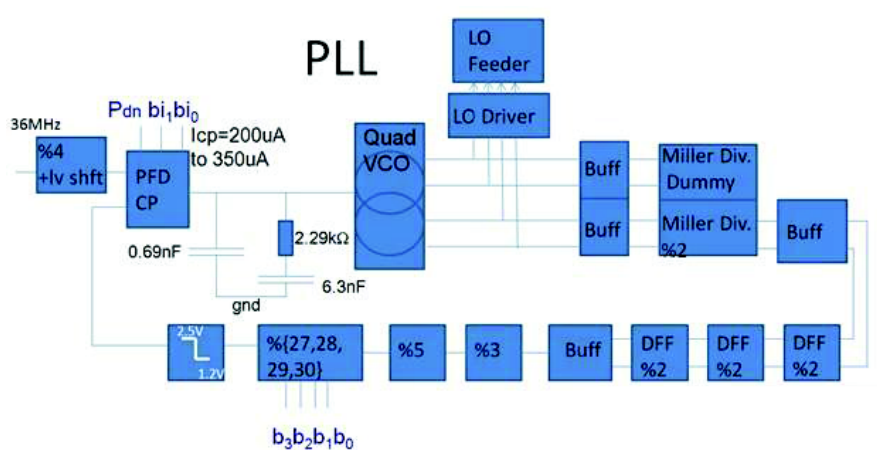 PLL
LO
Feeder
LO Driver
Pdn bi1bi0
36MHz
%4
+lv shft
PFD
CP
Icp=200uA
to 350uA
Quad
VCO
Buff
Buff
Miller Div.
Dummy
Miller Div.
%2
Buff
2.29kΩ
0.69nF
6.3nF
gnd
2.5V
1.2V
%{27,28,
29,30}
%5
%3
Buff
DFF
%2
DFF
%2
DFF
%2
b3b2b1b0